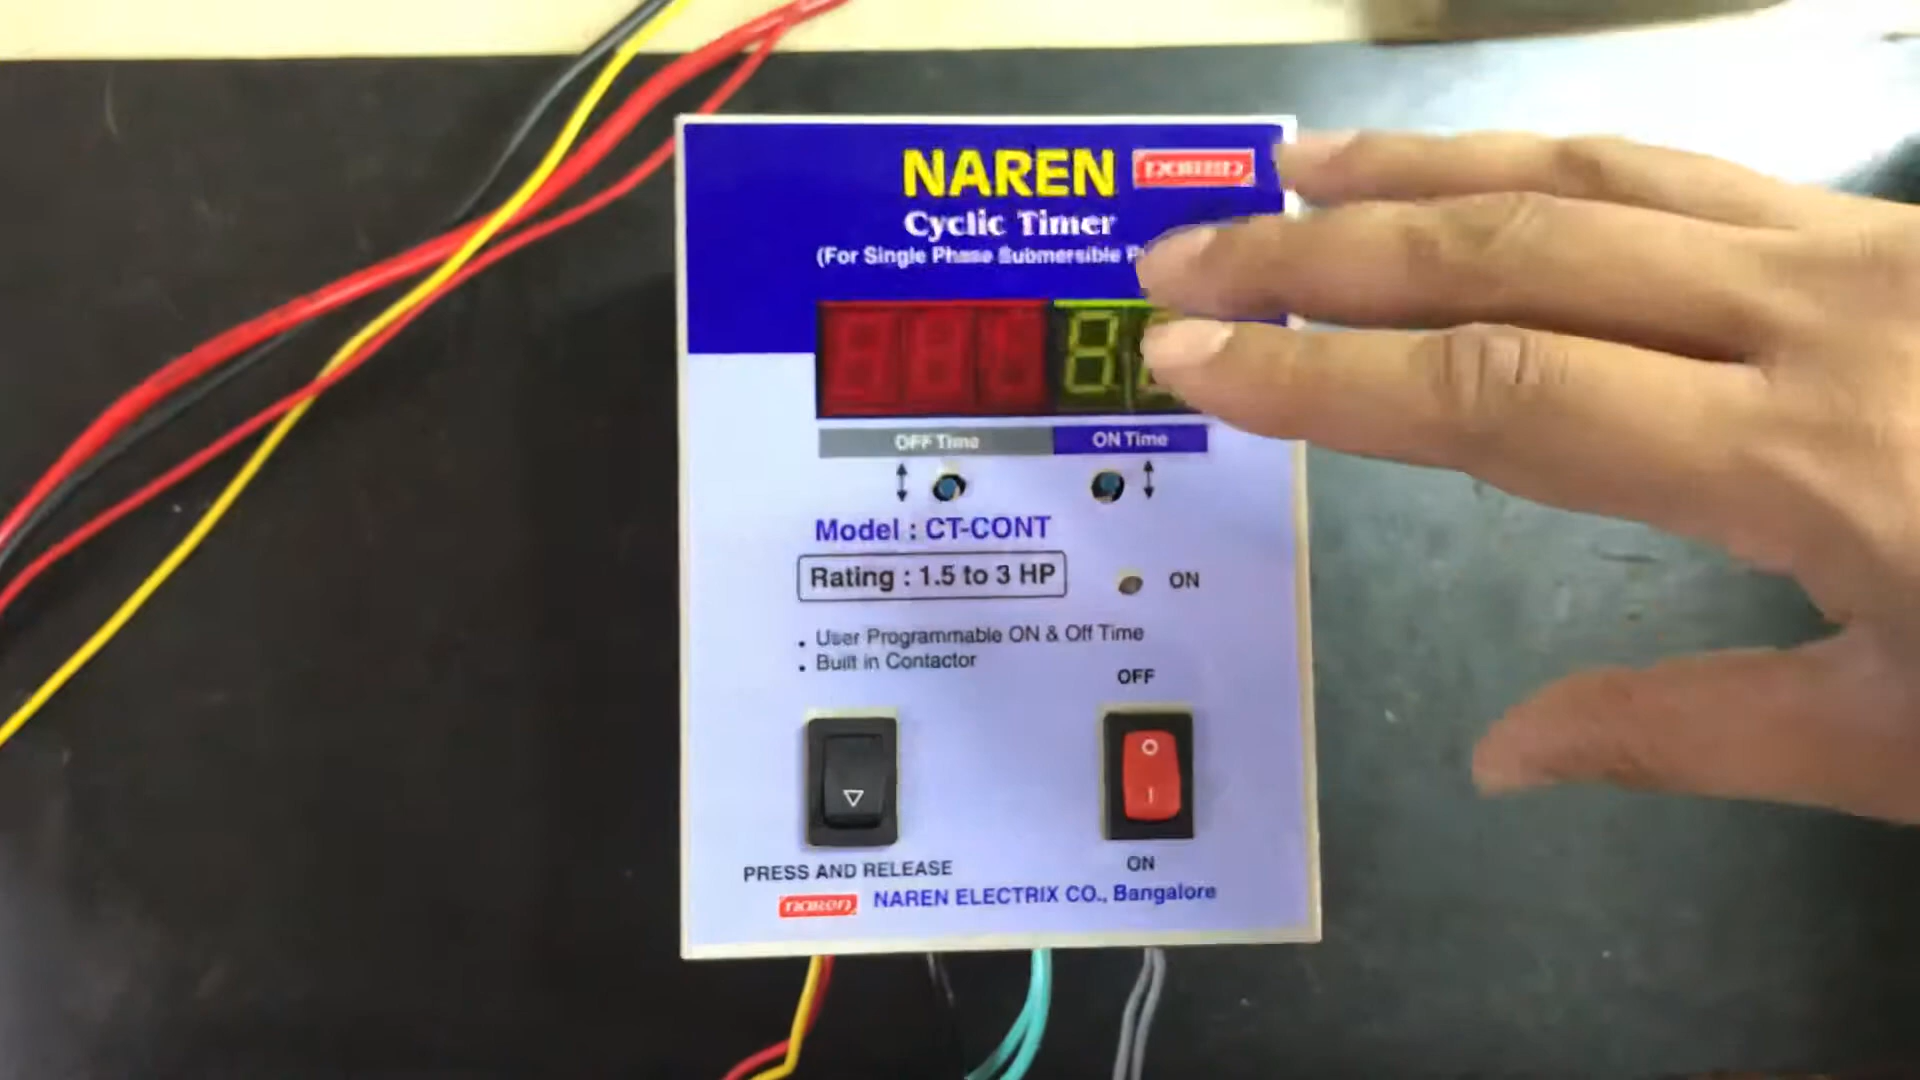 NAREN naren
Cyclic Timer
(For Single Phase Submersible
OFF Time ON Time
Model : CT-CONT
Rating : 1.5 to 3 HP
ON
. User Programmable ON & Off Time
. Built in Contactor
OFF
O
I
PRESS AND RELEASE
ON
naren NAREN ELECTRIX CO., Bangalore